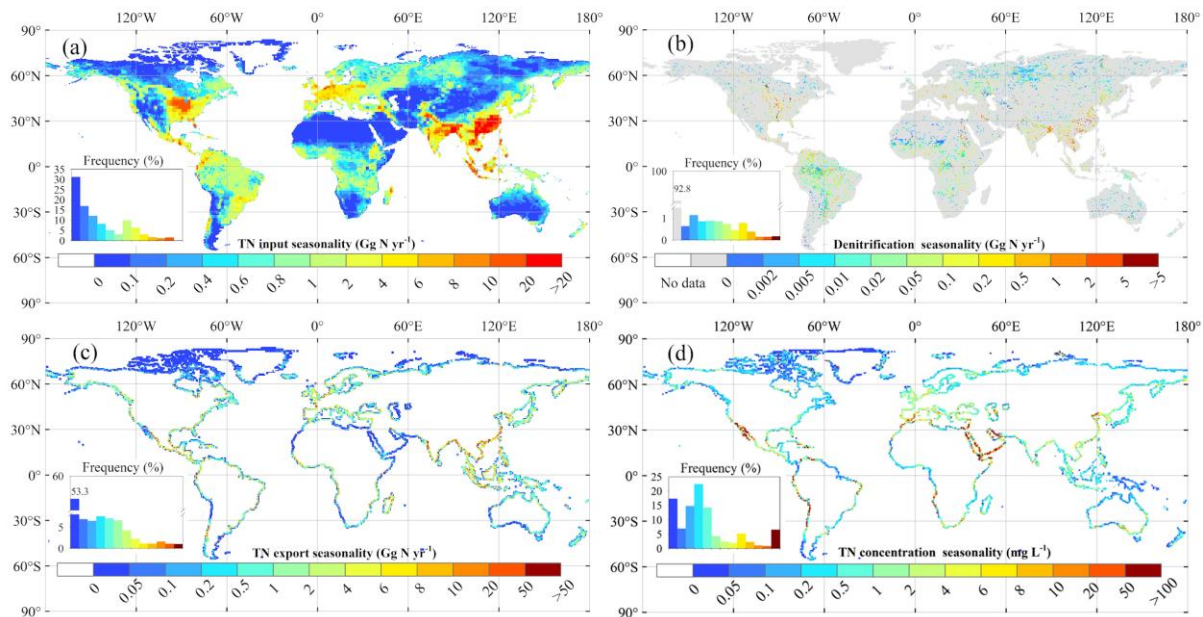 120°W 60°W 0° 60°E 120°E 180°
90°
(a)
60°N
30°N
0°
30°S
60°S
90°
Frequency (%)
35
30
25
20
15
10
5
0
TN input seasonality (Gg N yr⁻¹)
0 0.1 0.2 0.4 0.6 0.8 1 2 4 6 8 10 20 >20
120°W 60°W 0° 60°E 120°E 180°
90°
(b)
60°N
30°N
0°
30°S
60°S
90°
Frequency (%)
100
92.8
1
0
Denitrification seasonality (Gg N yr⁻¹)
No data 0 0.002 0.005 0.01 0.02 0.05 0.1 0.2 0.5 1 2 5 >5
120°W 60°W 0° 60°E 120°E 180°
90°
(c)
60°N
30°N
0°
30°S
60°S
90°
Frequency (%)
60
53.3
5
0
TN export seasonality (Gg N yr⁻¹)
0 0.05 0.1 0.2 0.5 1 2 4 6 8 10 20 50 >50
120°W 60°W 0° 60°E 120°E 180°
90°
(d)
60°N
30°N
0°
30°S
60°S
90°
Frequency (%)
25
20
15
10
5
0
TN concentration seasonality (mg L⁻¹)
0 0.05 0.1 0.2 0.5 1 2 4 6 8 10 20 50 >100
120°W 60°W 0° 60°E 120°E 180°